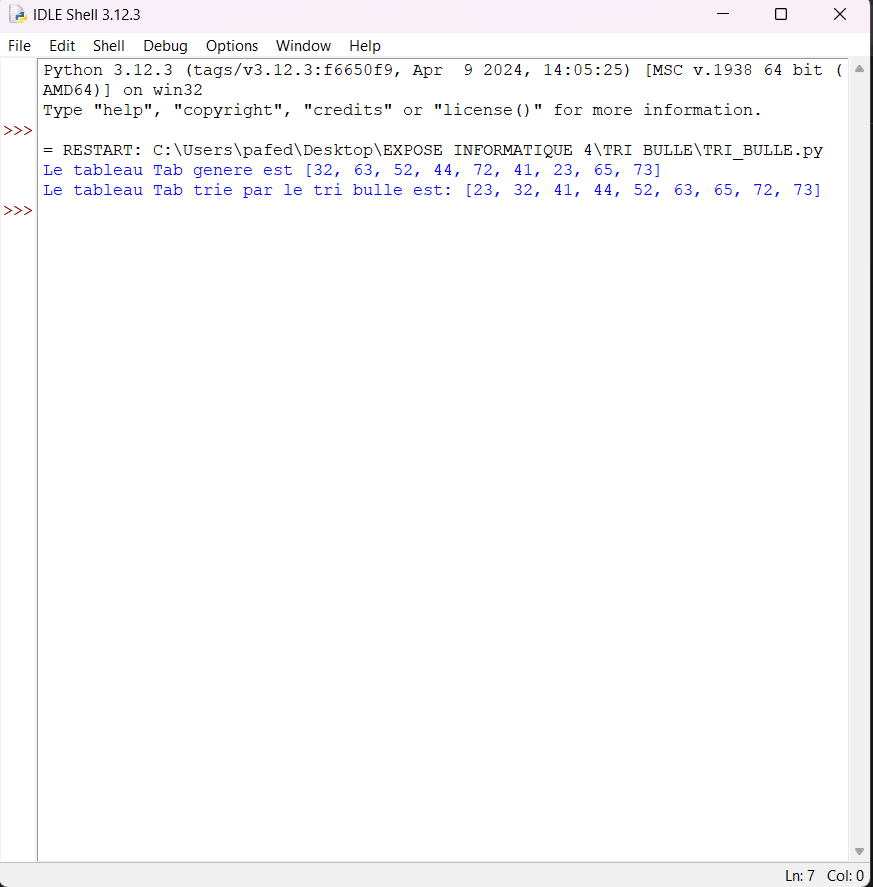 IDLE Shell 3.12.3
File Edit Shell Debug Options Window Help
Python 3.12.3 (tags/v3.12.3:f6650f9, Apr  9 2024, 14:05:25) [MSC v.1938 64 bit (
AMD64)] on win32
Type "help", "copyright", "credits" or "license()" for more information.
>>>
= RESTART: C:\Users\pafed\Desktop\EXPOSE INFORMATIQUE 4\TRI BULLE\TRI_BULLE.py
Le tableau Tab genere est [32, 63, 52, 44, 72, 41, 23, 65, 73]
Le tableau Tab trie par le tri bulle est: [23, 32, 41, 44, 52, 63, 65, 72, 73]
>>>
Ln: 7 Col: 0